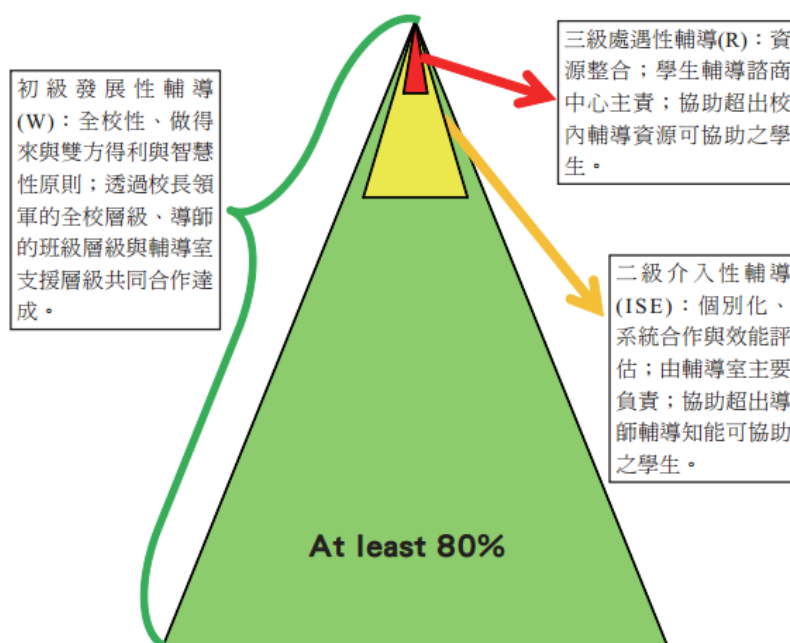 初級發展性輔導
(W)：全校性、做得
來與雙方得利與智慧
性原則；透過校長領
軍的全校層級、導師
的班級層級與輔導室
支援層級共同合作達
成。
三級處遇性輔導(R)：資
源整合；學生輔導諮商
中心主責；協助超出校
內輔導資源可協助之學
生。
二級介入性輔導
(ISE)：個別化、
系統合作與效能評
估；由輔導室主要
負責；協助超出導
師輔導知能可協助
之學生。
At least 80%